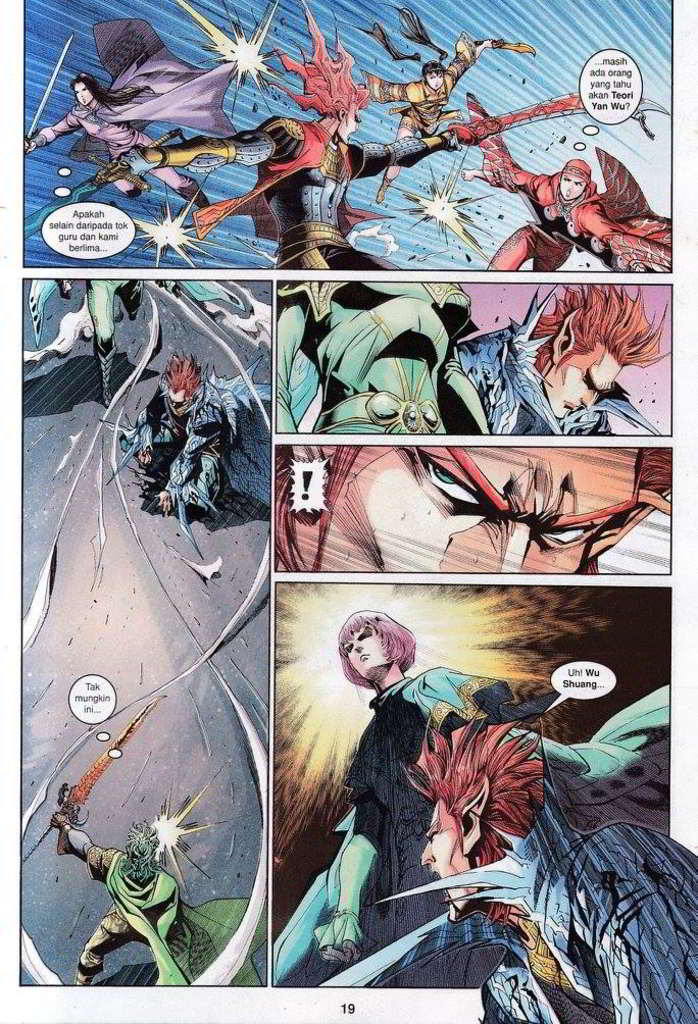 Apakah
selain daripada tok
guru dan kami
berlima...
...masih
ada orang
yang tahu
akan Teori
Yan Wu?
Tak
mungkin
ini...
!
Uh! Wu
Shuang...
19